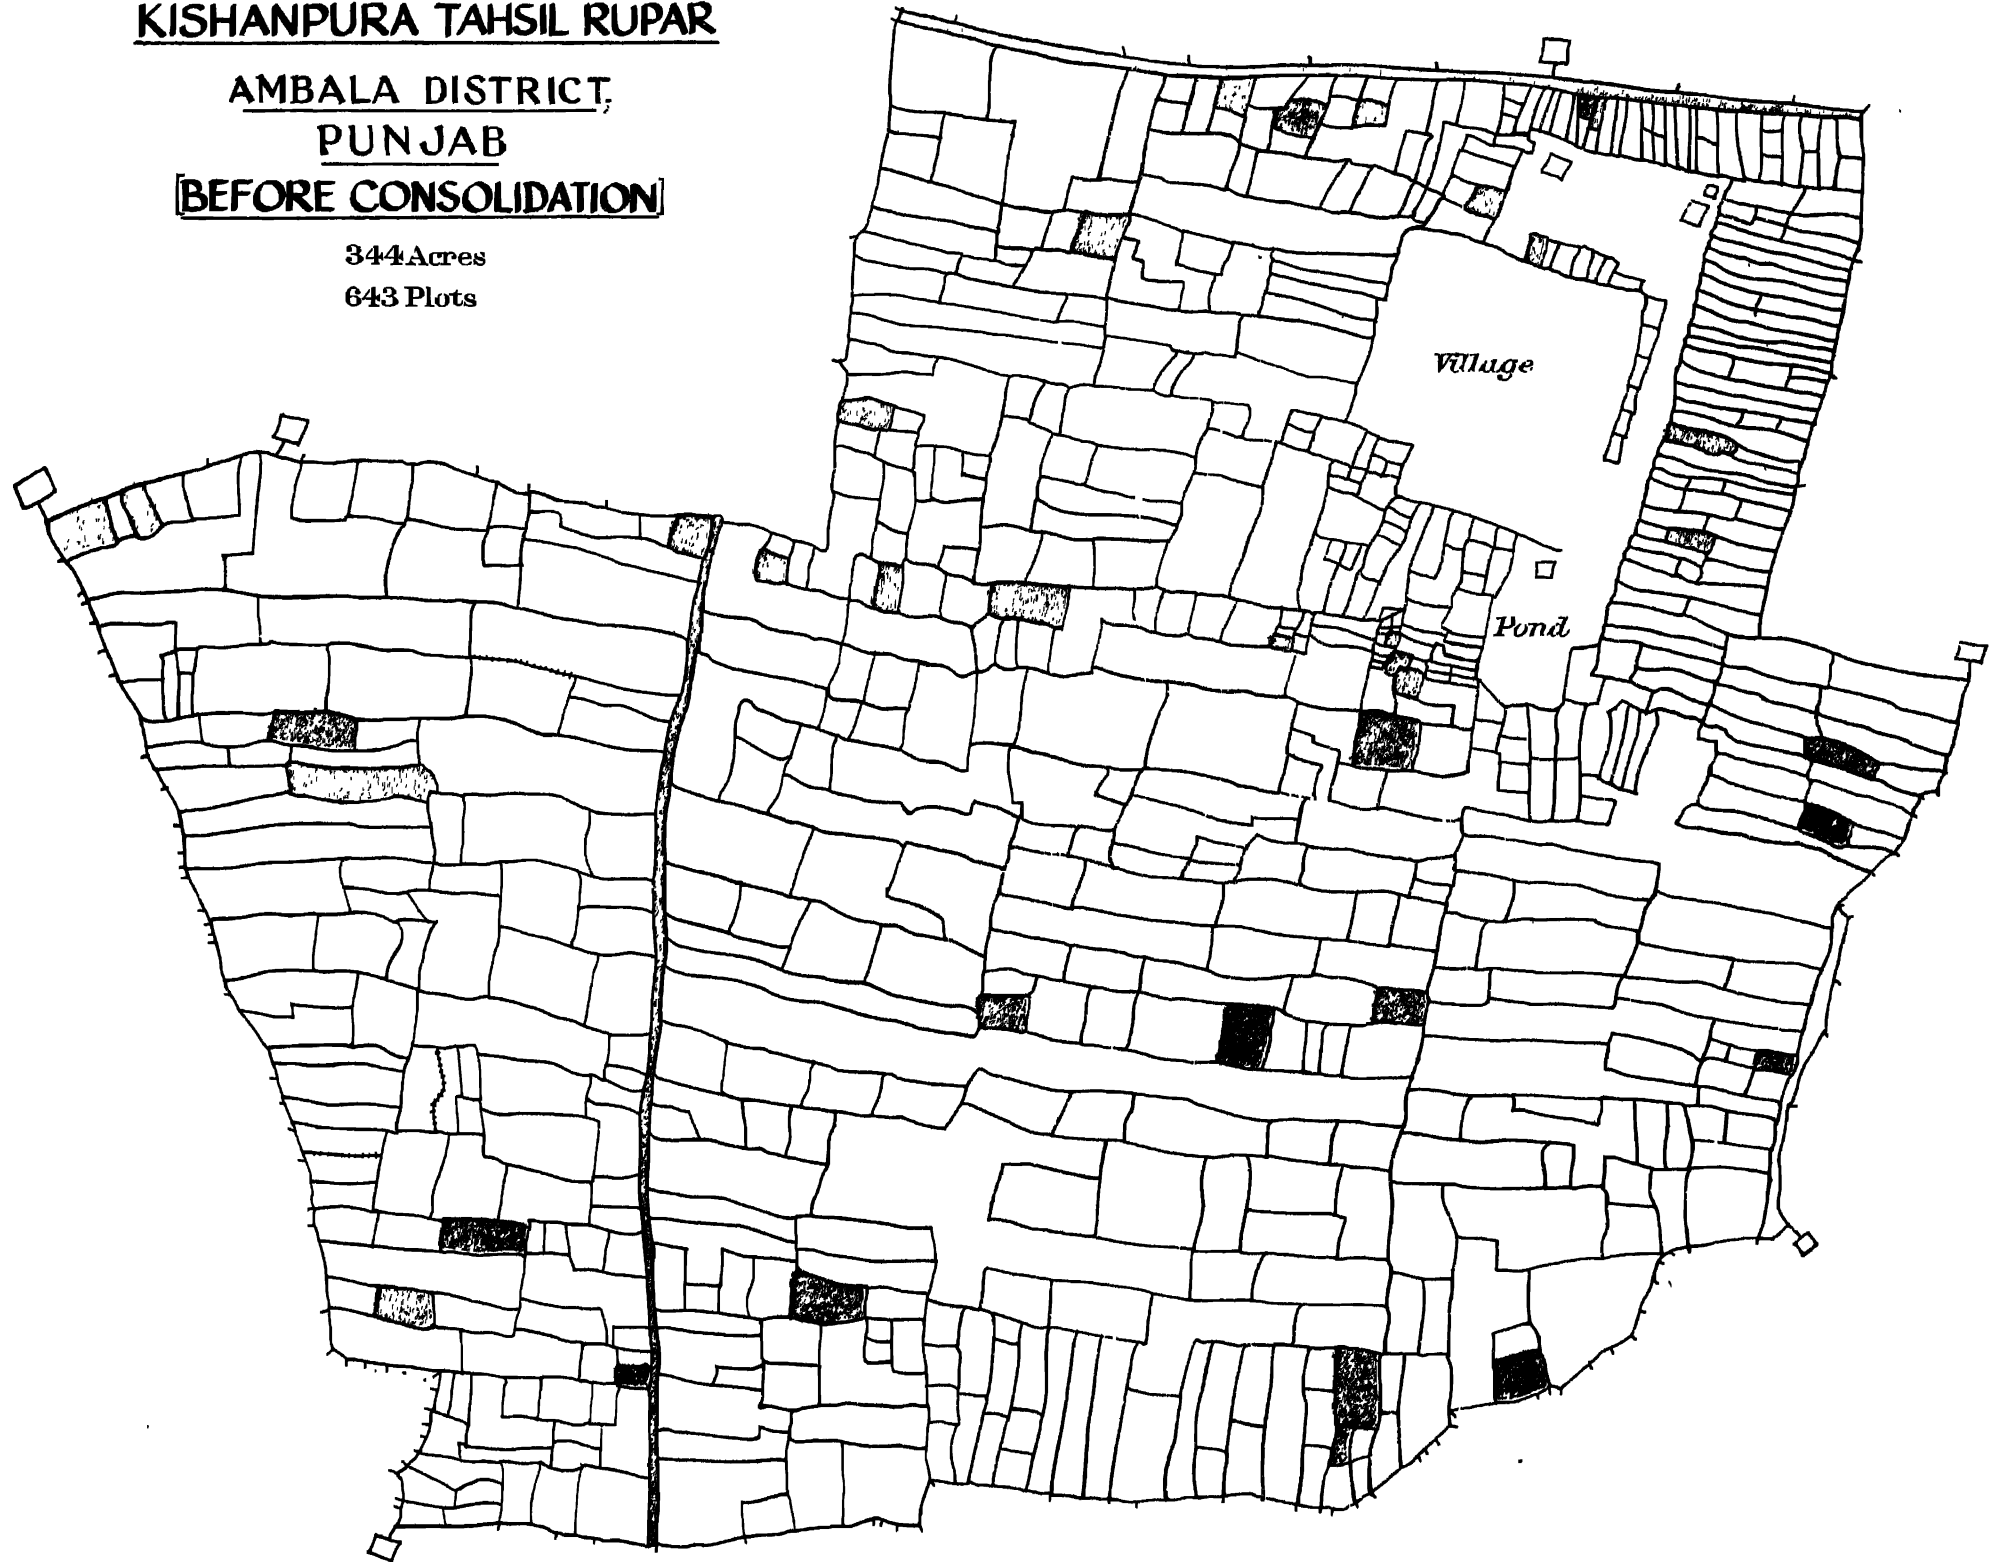 KISHANPURA TAHSIL RUPAR
AMBALA DISTRICT,
PUNJAB
[BEFORE CONSOLIDATION]
344 Acres
643 Plots
Village
Pond